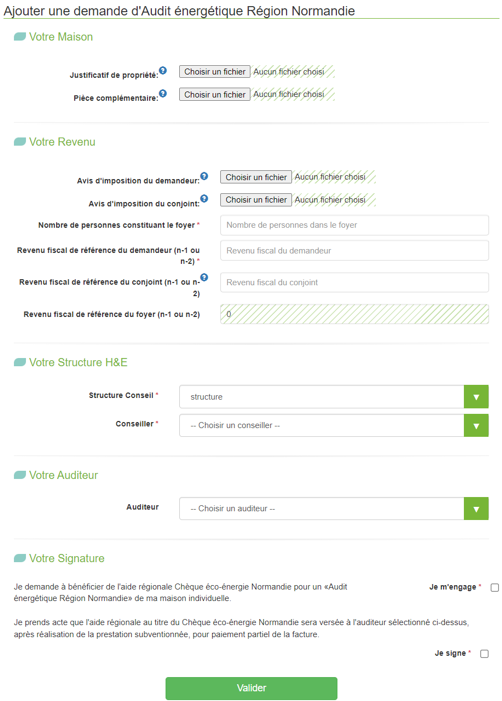 Ajouter une demande d'Audit énergétique Région Normandie
Votre Maison
Justificatif de propriété: ?
Choisir un fichier Aucun fichier choisi
Pièce complémentaire: ?
Choisir un fichier Aucun fichier choisi
Votre Revenu
Avis d'imposition du demandeur: ?
Choisir un fichier Aucun fichier choisi
Avis d'imposition du conjoint: ?
Choisir un fichier Aucun fichier choisi
Nombre de personnes constituant le foyer *
Nombre de personnes dans le foyer
Revenu fiscal de référence du demandeur (n-1 ou
n-2) *
Revenu fiscal du demandeur
Revenu fiscal de référence du conjoint (n-1 ou n- ?
2)
Revenu fiscal du conjoint
Revenu fiscal de référence du foyer (n-1 ou n-2)
0
Votre Structure H&E
Structure Conseil *
structure
Conseiller *
-- Choisir un conseiller --
Votre Auditeur
Auditeur
-- Choisir un auditeur --
Votre Signature
Je demande à bénéficier de l'aide régionale Chèque éco-énergie Normandie pour un «Audit
énergétique Région Normandie» de ma maison individuelle.
Je m'engage *
Je prends acte que l'aide régionale au titre du Chèque éco-énergie Normandie sera versée à l'auditeur sélectionné ci-dessus,
après réalisation de la prestation subventionnée, pour paiement partiel de la facture.
Je signe *
Valider